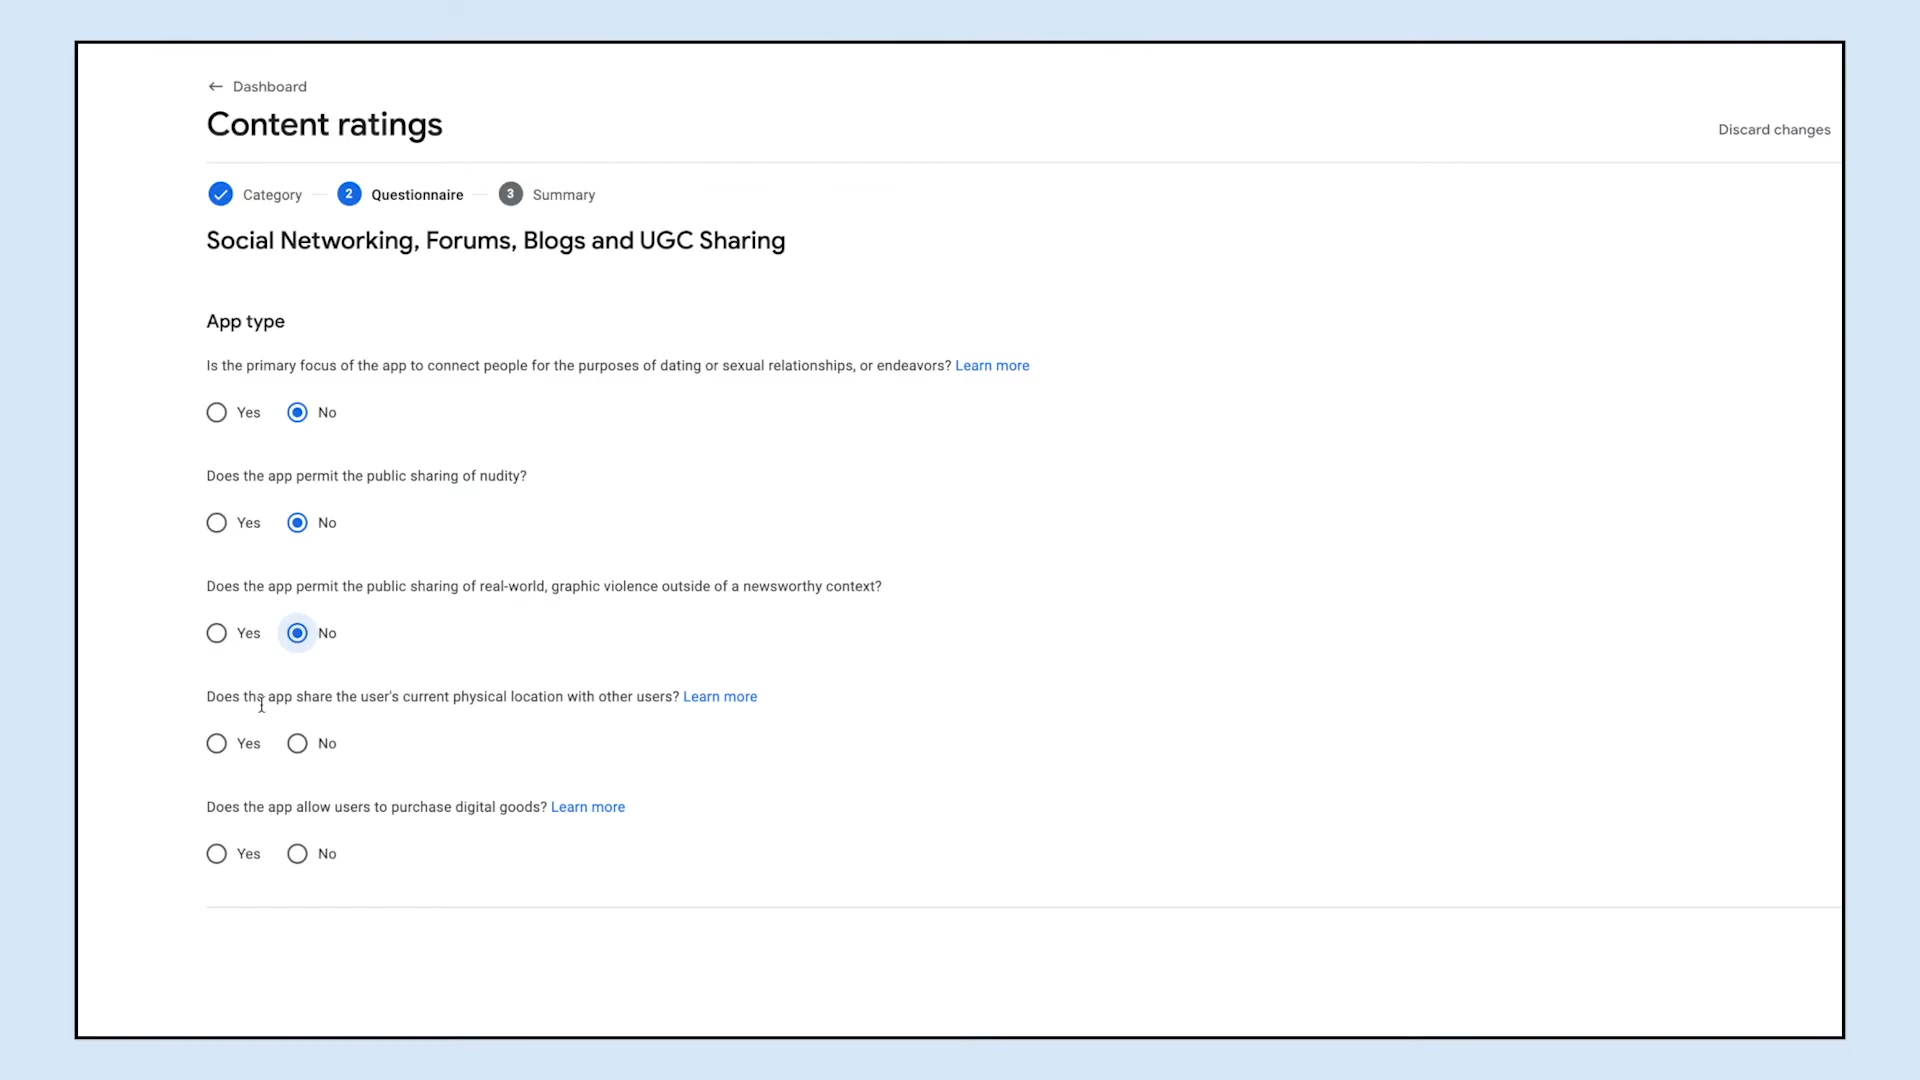 Dashboard
Content ratings
Discard changes
Category
2 Questionnaire
3 Summary
Social Networking, Forums, Blogs and UGC Sharing
App type
Is the primary focus of the app to connect people for the purposes of dating or sexual relationships, or endeavors? Learn more
Yes No
Does the app permit the public sharing of nudity?
Yes No
Does the app permit the public sharing of real-world, graphic violence outside of a newsworthy context?
Yes No
Does the app share the user's current physical location with other users? Learn more
Yes No
Does the app allow users to purchase digital goods? Learn more
Yes No